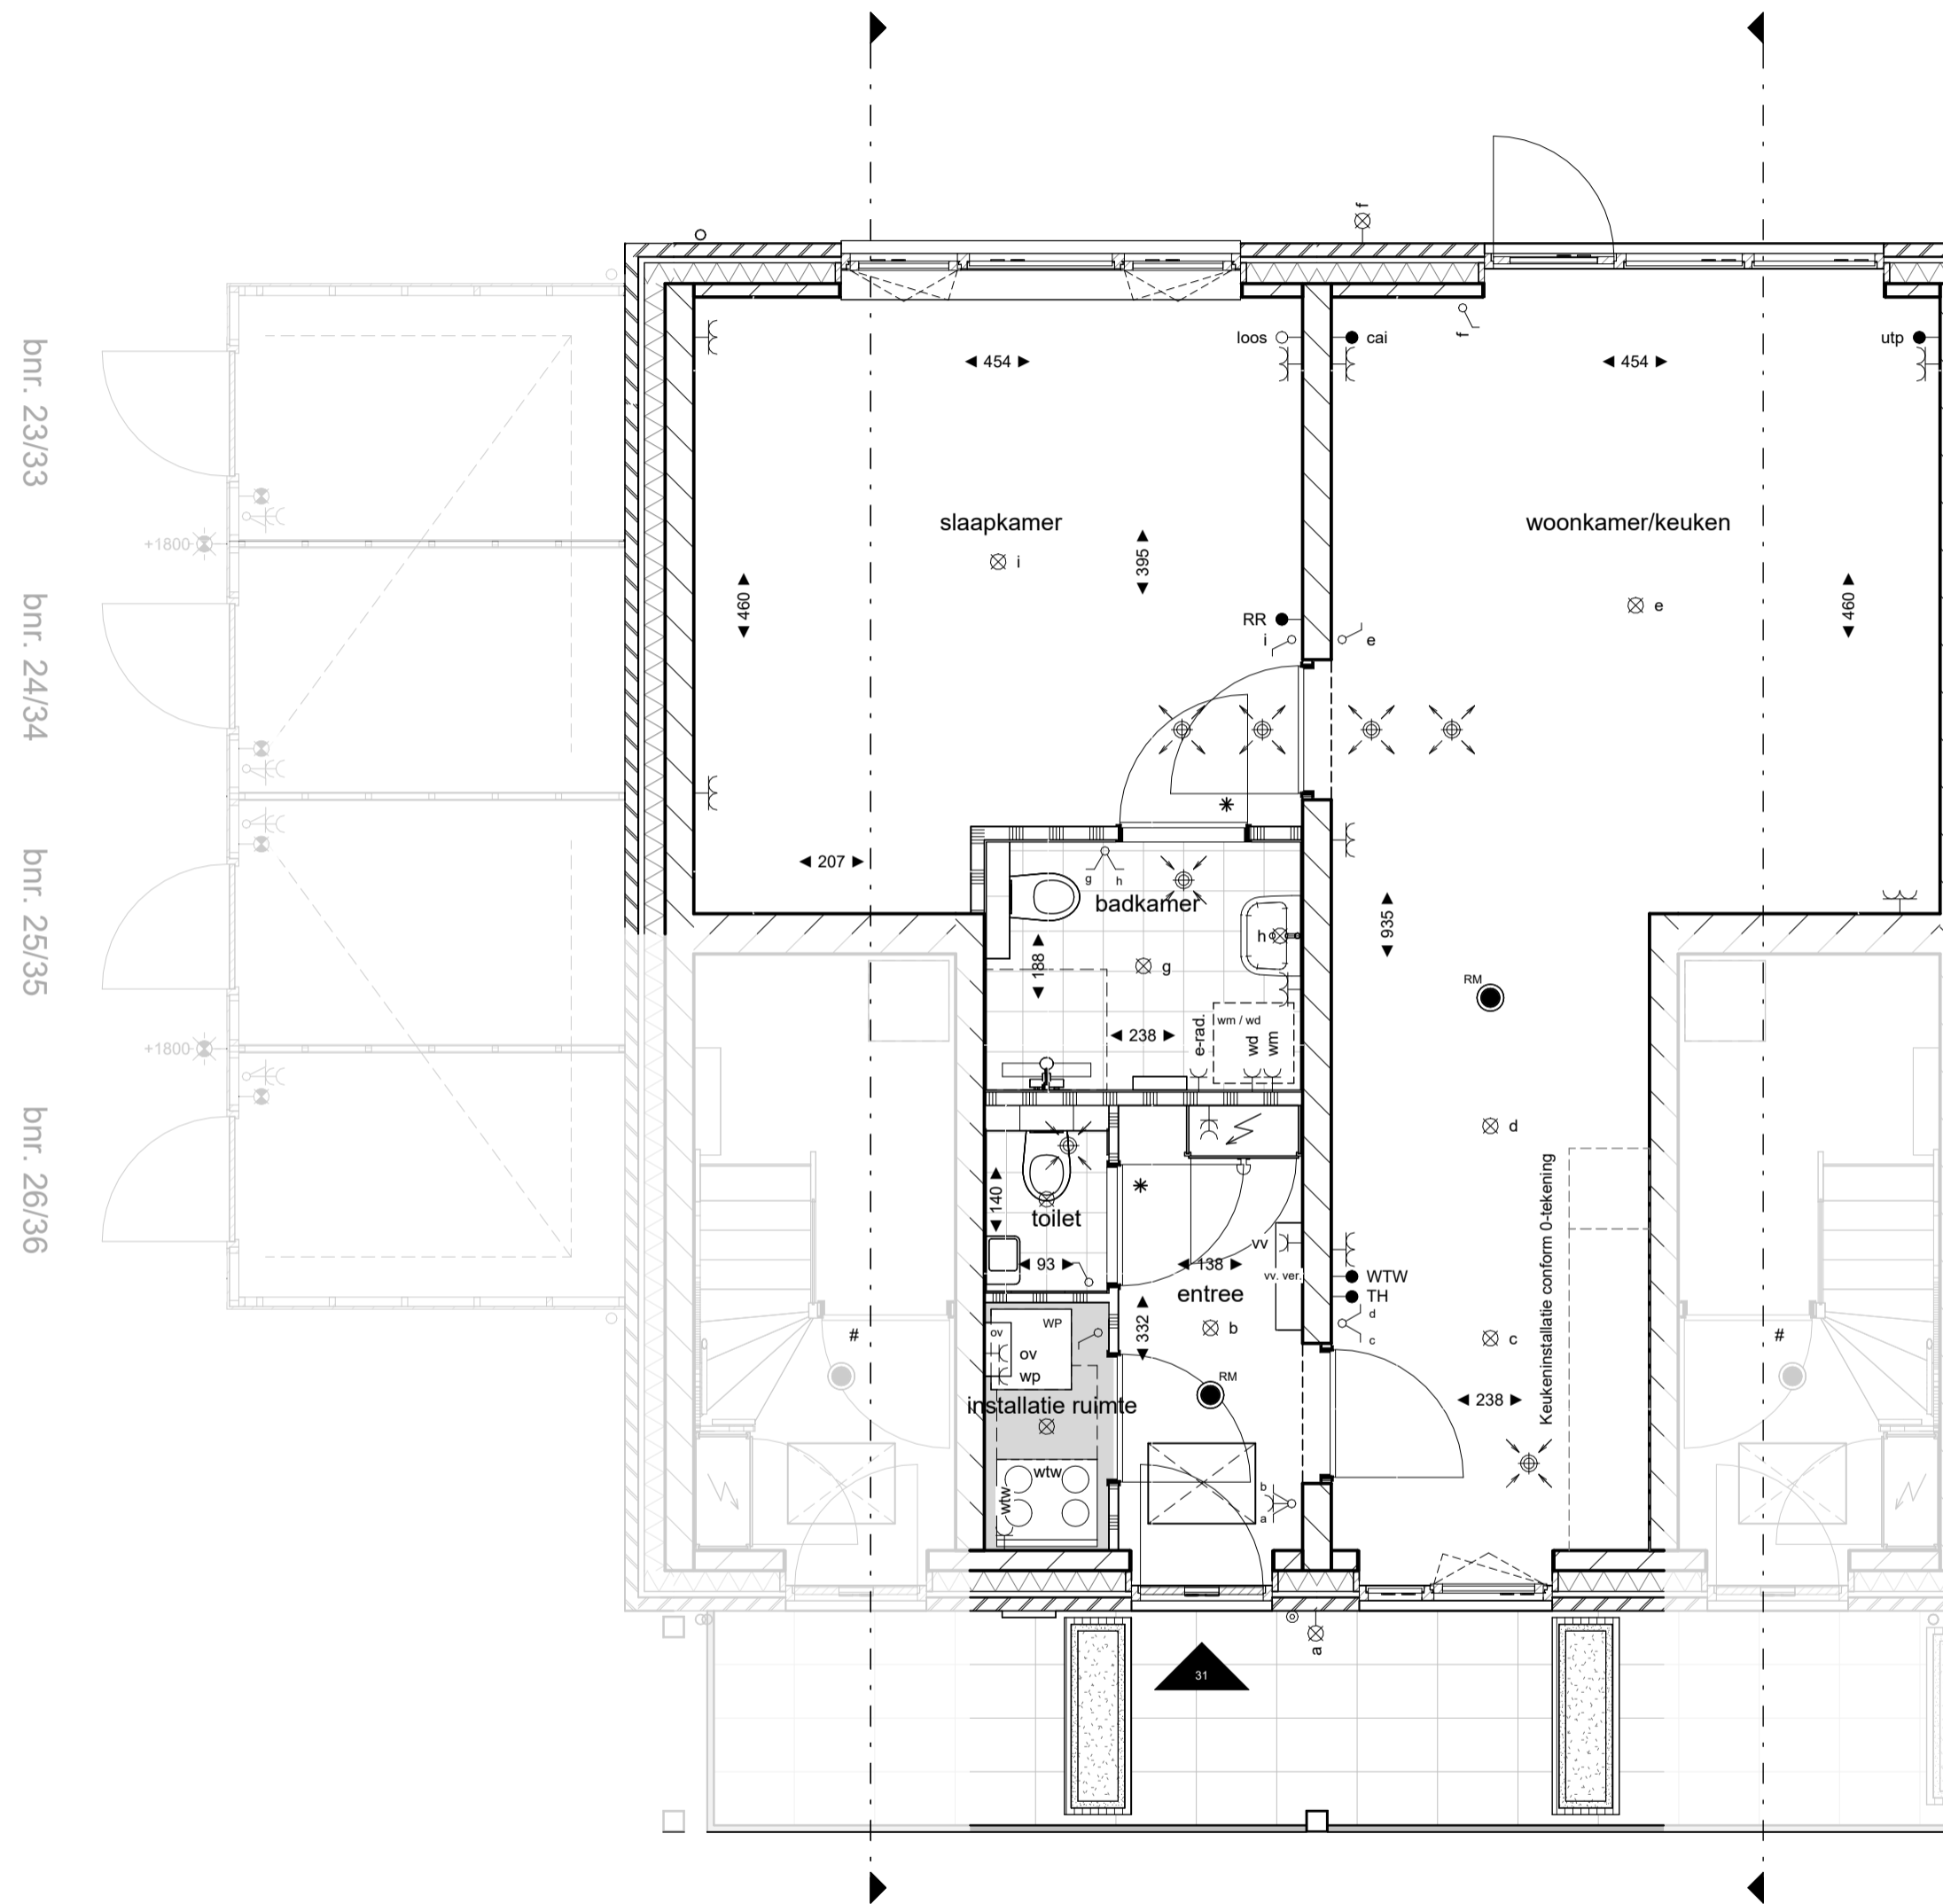 f
loos
cai
f
utp
◄ 454 ►
◄ 454 ►
bnr. 23/33
slaapkamer
woonkamer/keuken
+1800
i
◄ 395 ►
◄ 460 ►
e
◄ 460 ►
RR
i
e
bnr. 24/34
*
◄ 207 ►
g
h
badkamer
◄ 935 ►
bnr. 25/35
h
◄ 188 ►
g
RM
wm / wd
◄ 238 ►
e-rad.
wd
wm
+1800
d
bnr. 26/36
*
Keukeninstallatie conform 0-tekening
◄ 140 ►
toilet
vv
◄ 93 ►
◄ 138 ►
vv. ver.
WTW
entree
TH
◄ 332 ►
d
WP
ov
b
c
c
#
#
ov
wp
RM
◄ 238 ►
installatie ruimte
wtw
wtw
b
a
a
31